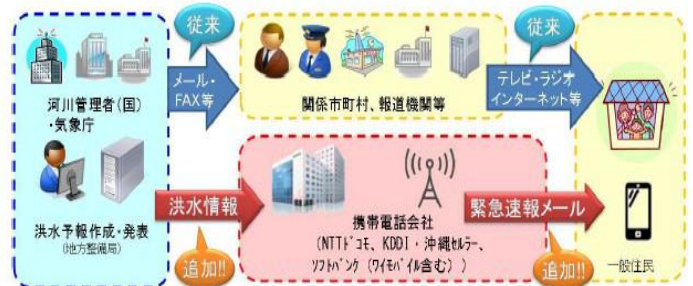 従来
メール・
FAX等
河川管理者(国)
・気象庁
洪水予報作成・発表
(地方整備局)
関係市町村、報道機関等
従来
テレビ・ラジオ
インターネット等
洪水情報
追加!!
携帯電話会社
(NTTドコモ、KDDI・沖縄セルラー、
ソフトバンク(ワイモバイル含む))
緊急速報メール
追加!!
一般住民